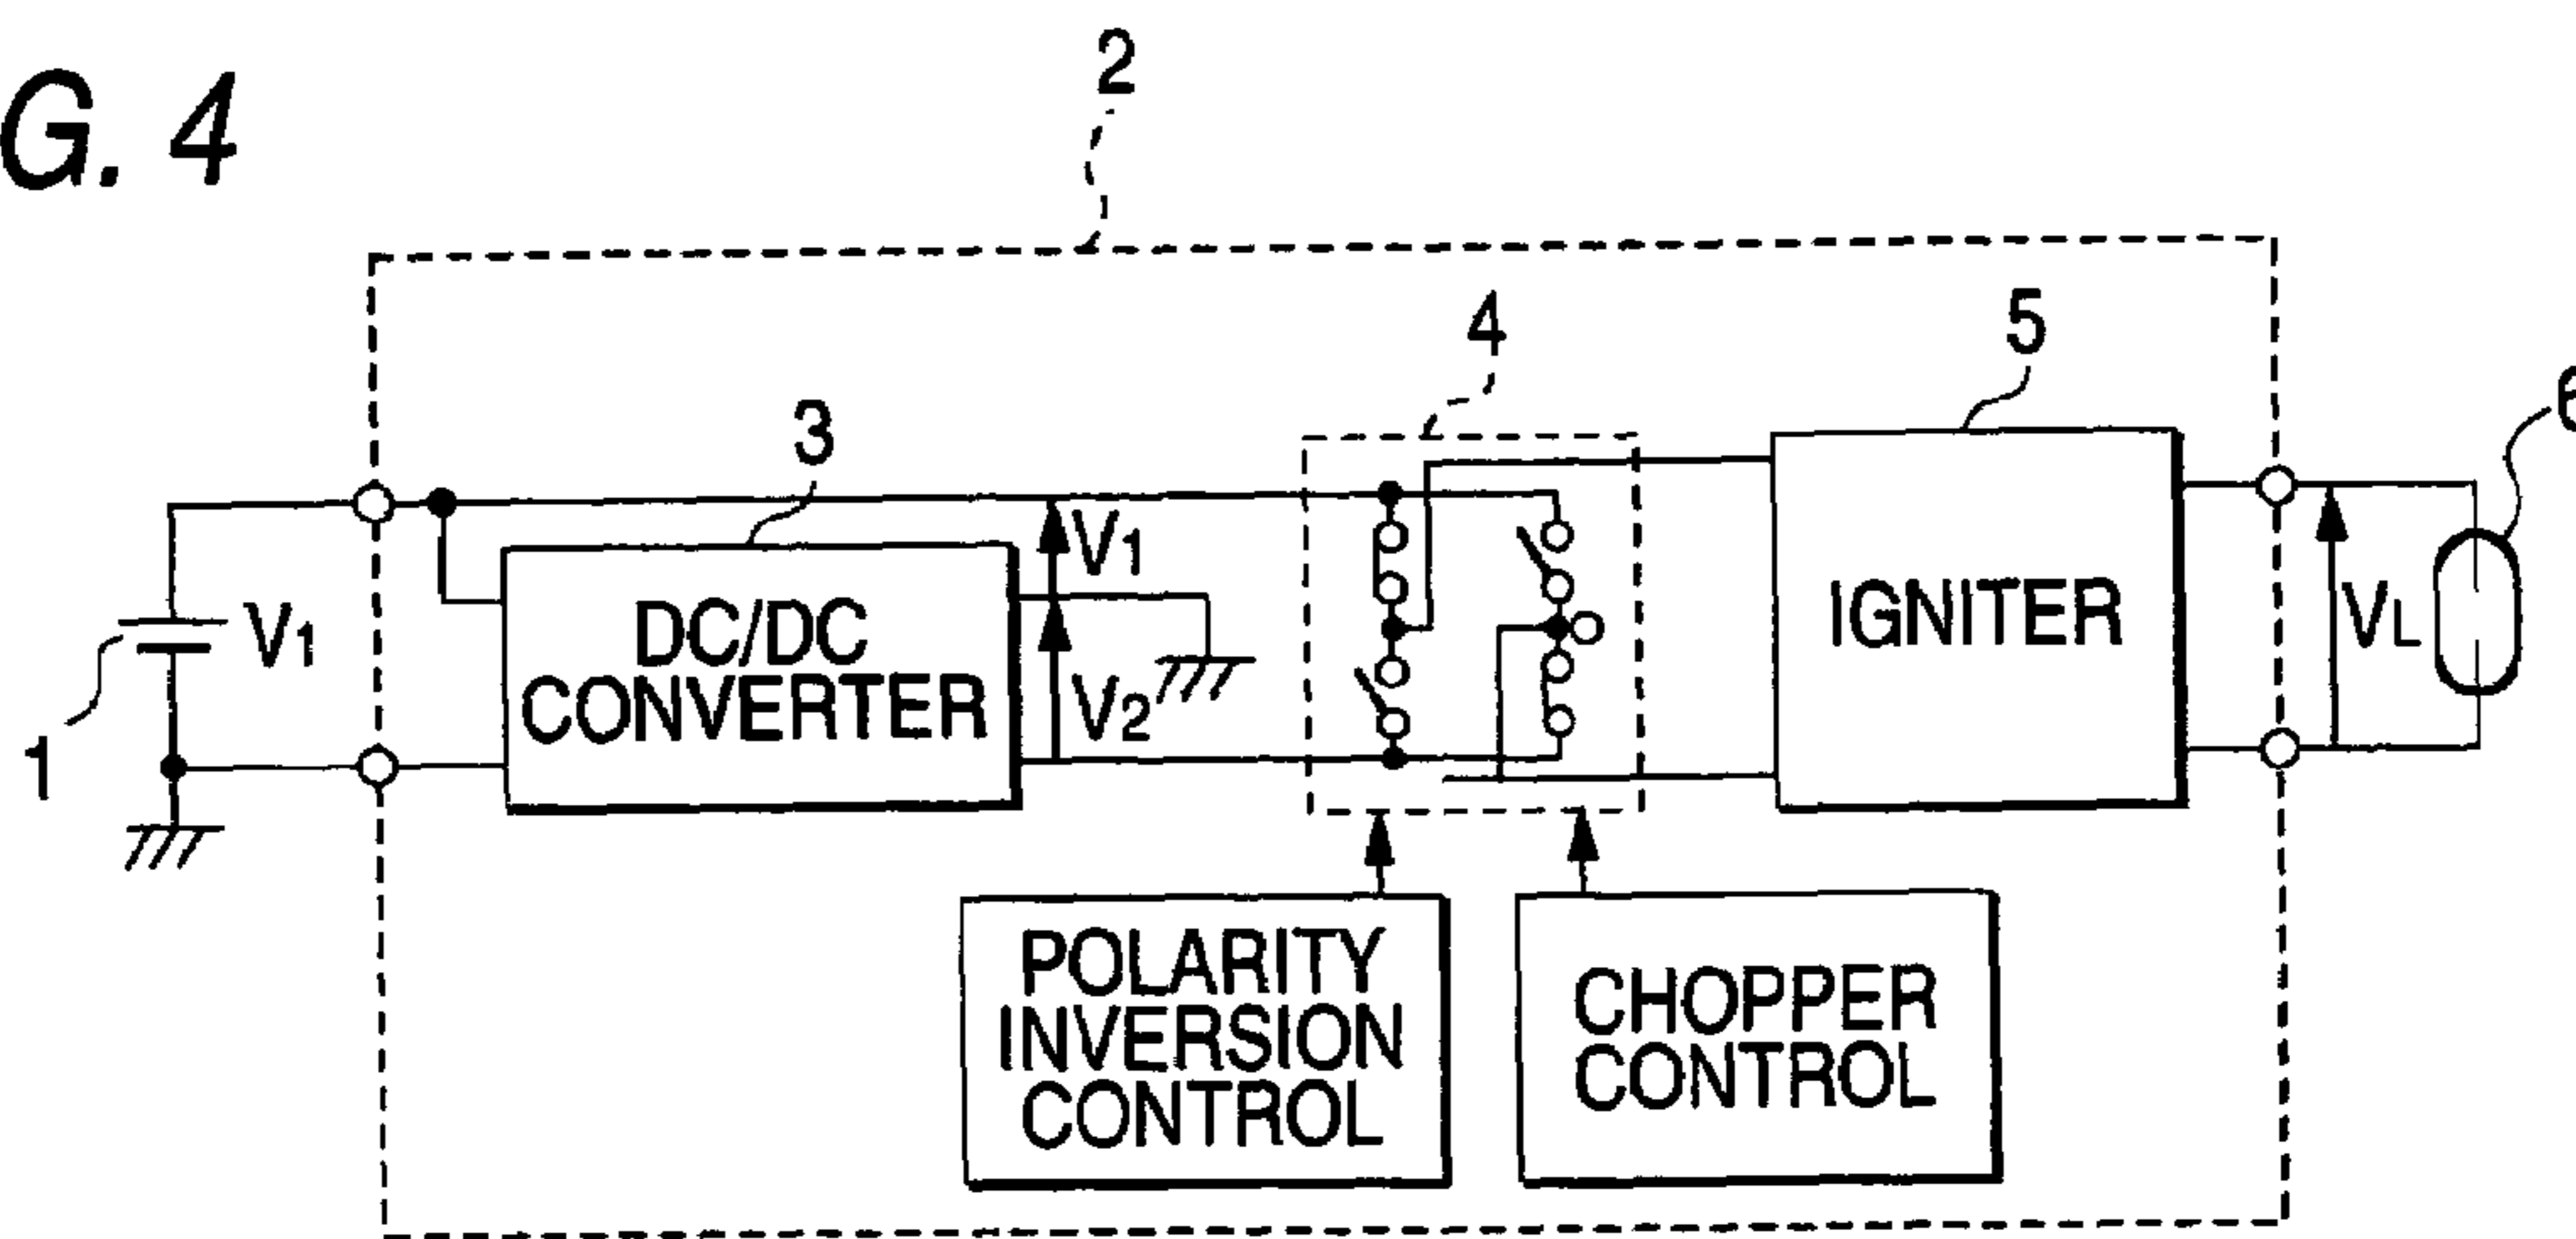 G. 4
2
4
5
3
6
V1
V1
V2
VL
1
DC/DC
CONVERTER
IGNITER
POLARITY
INVERSION
CONTROL
CHOPPER
CONTROL